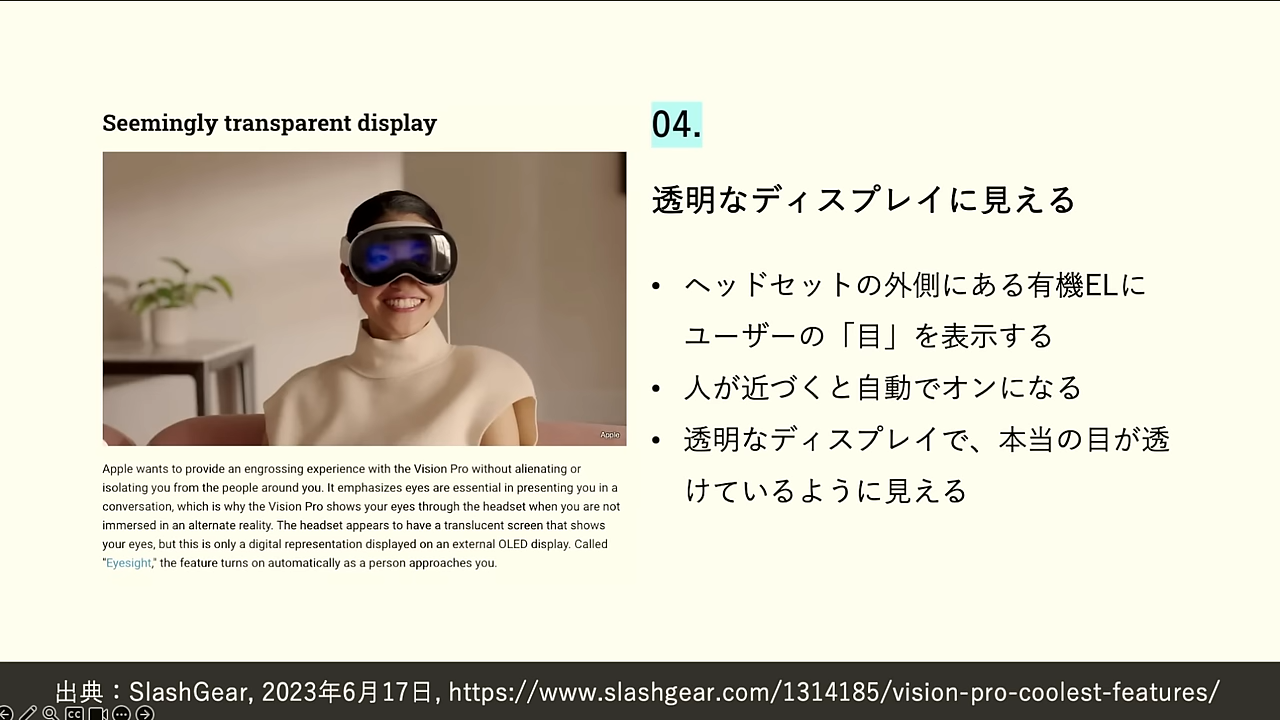 Seemingly transparent display
Apple
Apple wants to provide an engrossing experience with the Vision Pro without alienating or
isolating you from the people around you. It emphasizes eyes are essential in presenting you in a
conversation, which is why the Vision Pro shows your eyes through the headset when you are not
immersed in an alternate reality. The headset appears to have a translucent screen that shows
your eyes, but this is only a digital representation displayed on an external OLED display. Called
"Eyesight," the feature turns on automatically as a person approaches you.
04.
透明なディスプレイに見える
• ヘッドセットの外側にある有機ELに
ユーザーの「目」を表示する
• 人が近づくと自動でオンになる
• 透明なディスプレイで、本当の目が透
けているように見える
出典：SlashGear, 2023年6月17日, https://www.slashgear.com/1314185/vision-pro-coolest-features/
CC